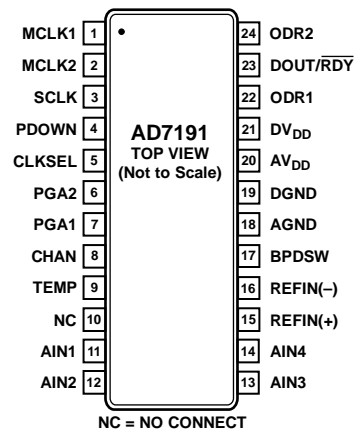 MCLK1 1
MCLK2 2
SCLK 3
PDOWN 4
CLKSEL 5
PGA2 6
PGA1 7
CHAN 8
TEMP 9
NC 10
AIN1 11
AIN2 12
AD7191
TOP VIEW
(Not to Scale)
24 ODR2
23 DOUT/RDY
22 ODR1
21 DVDD
20 AVDD
19 DGND
18 AGND
17 BPDSW
16 REFIN(–)
15 REFIN(+)
14 AIN4
13 AIN3
NC = NO CONNECT